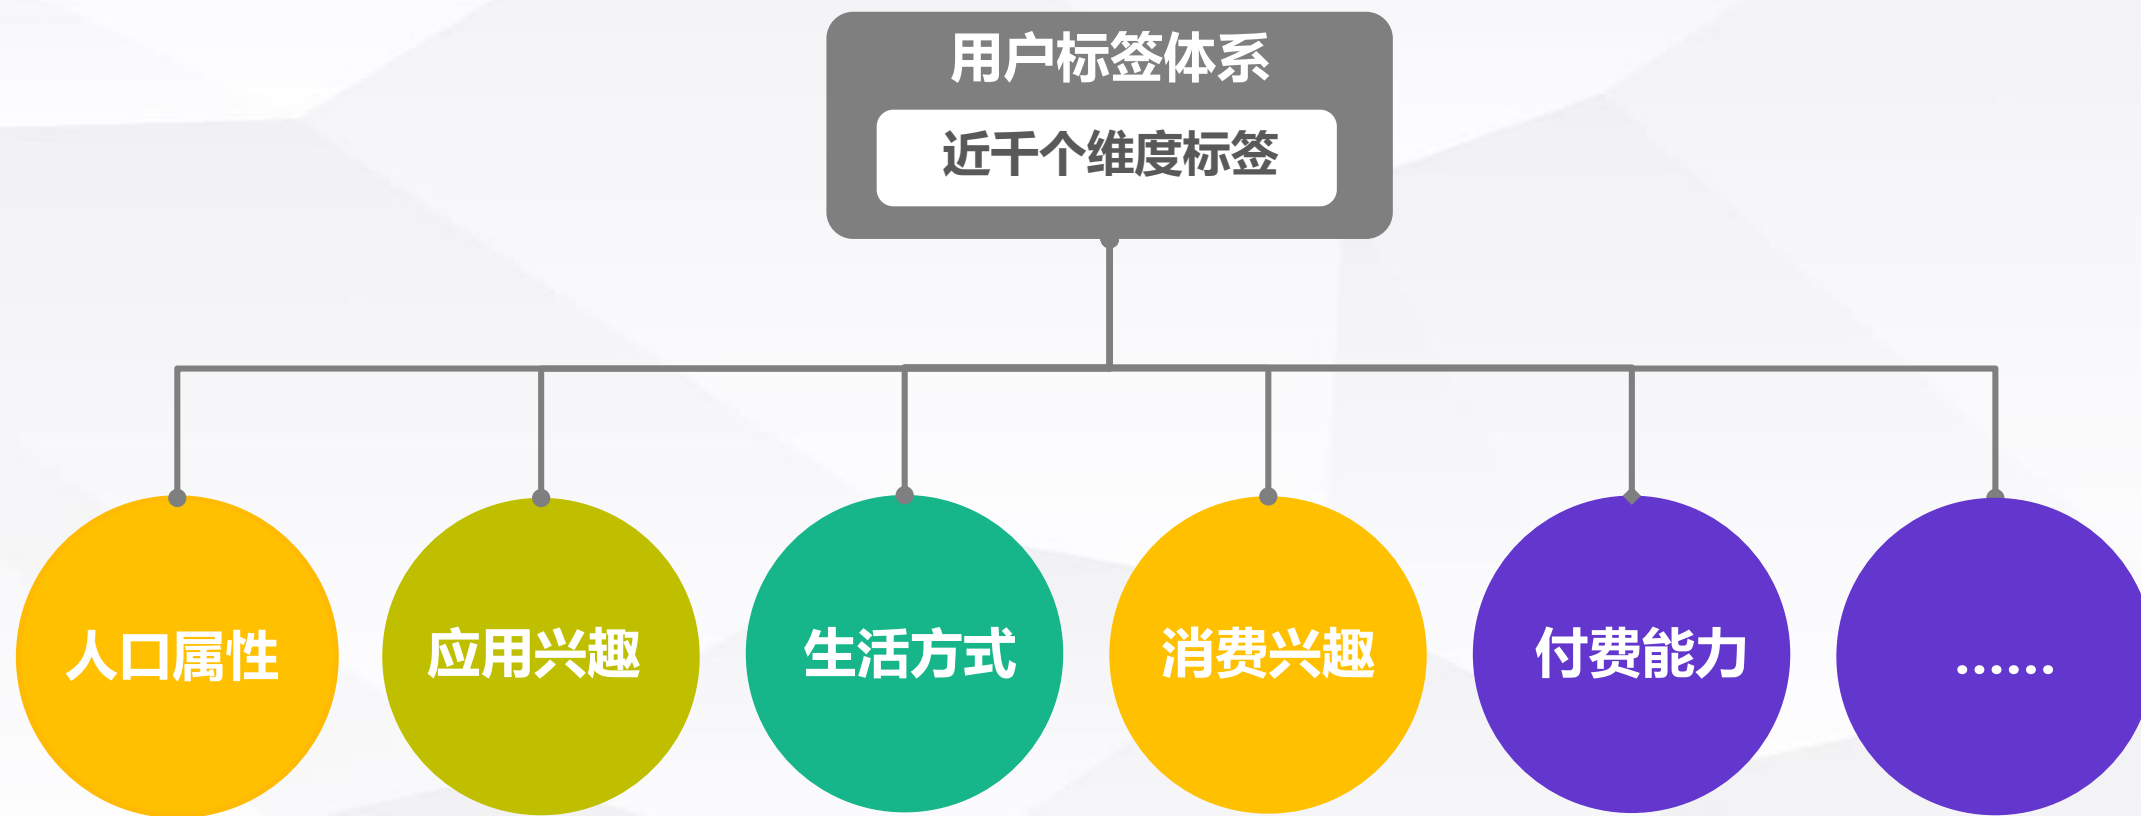 用户标签体系
近千个维度标签
人口属性
应用兴趣
生活方式
消费兴趣
付费能力
......